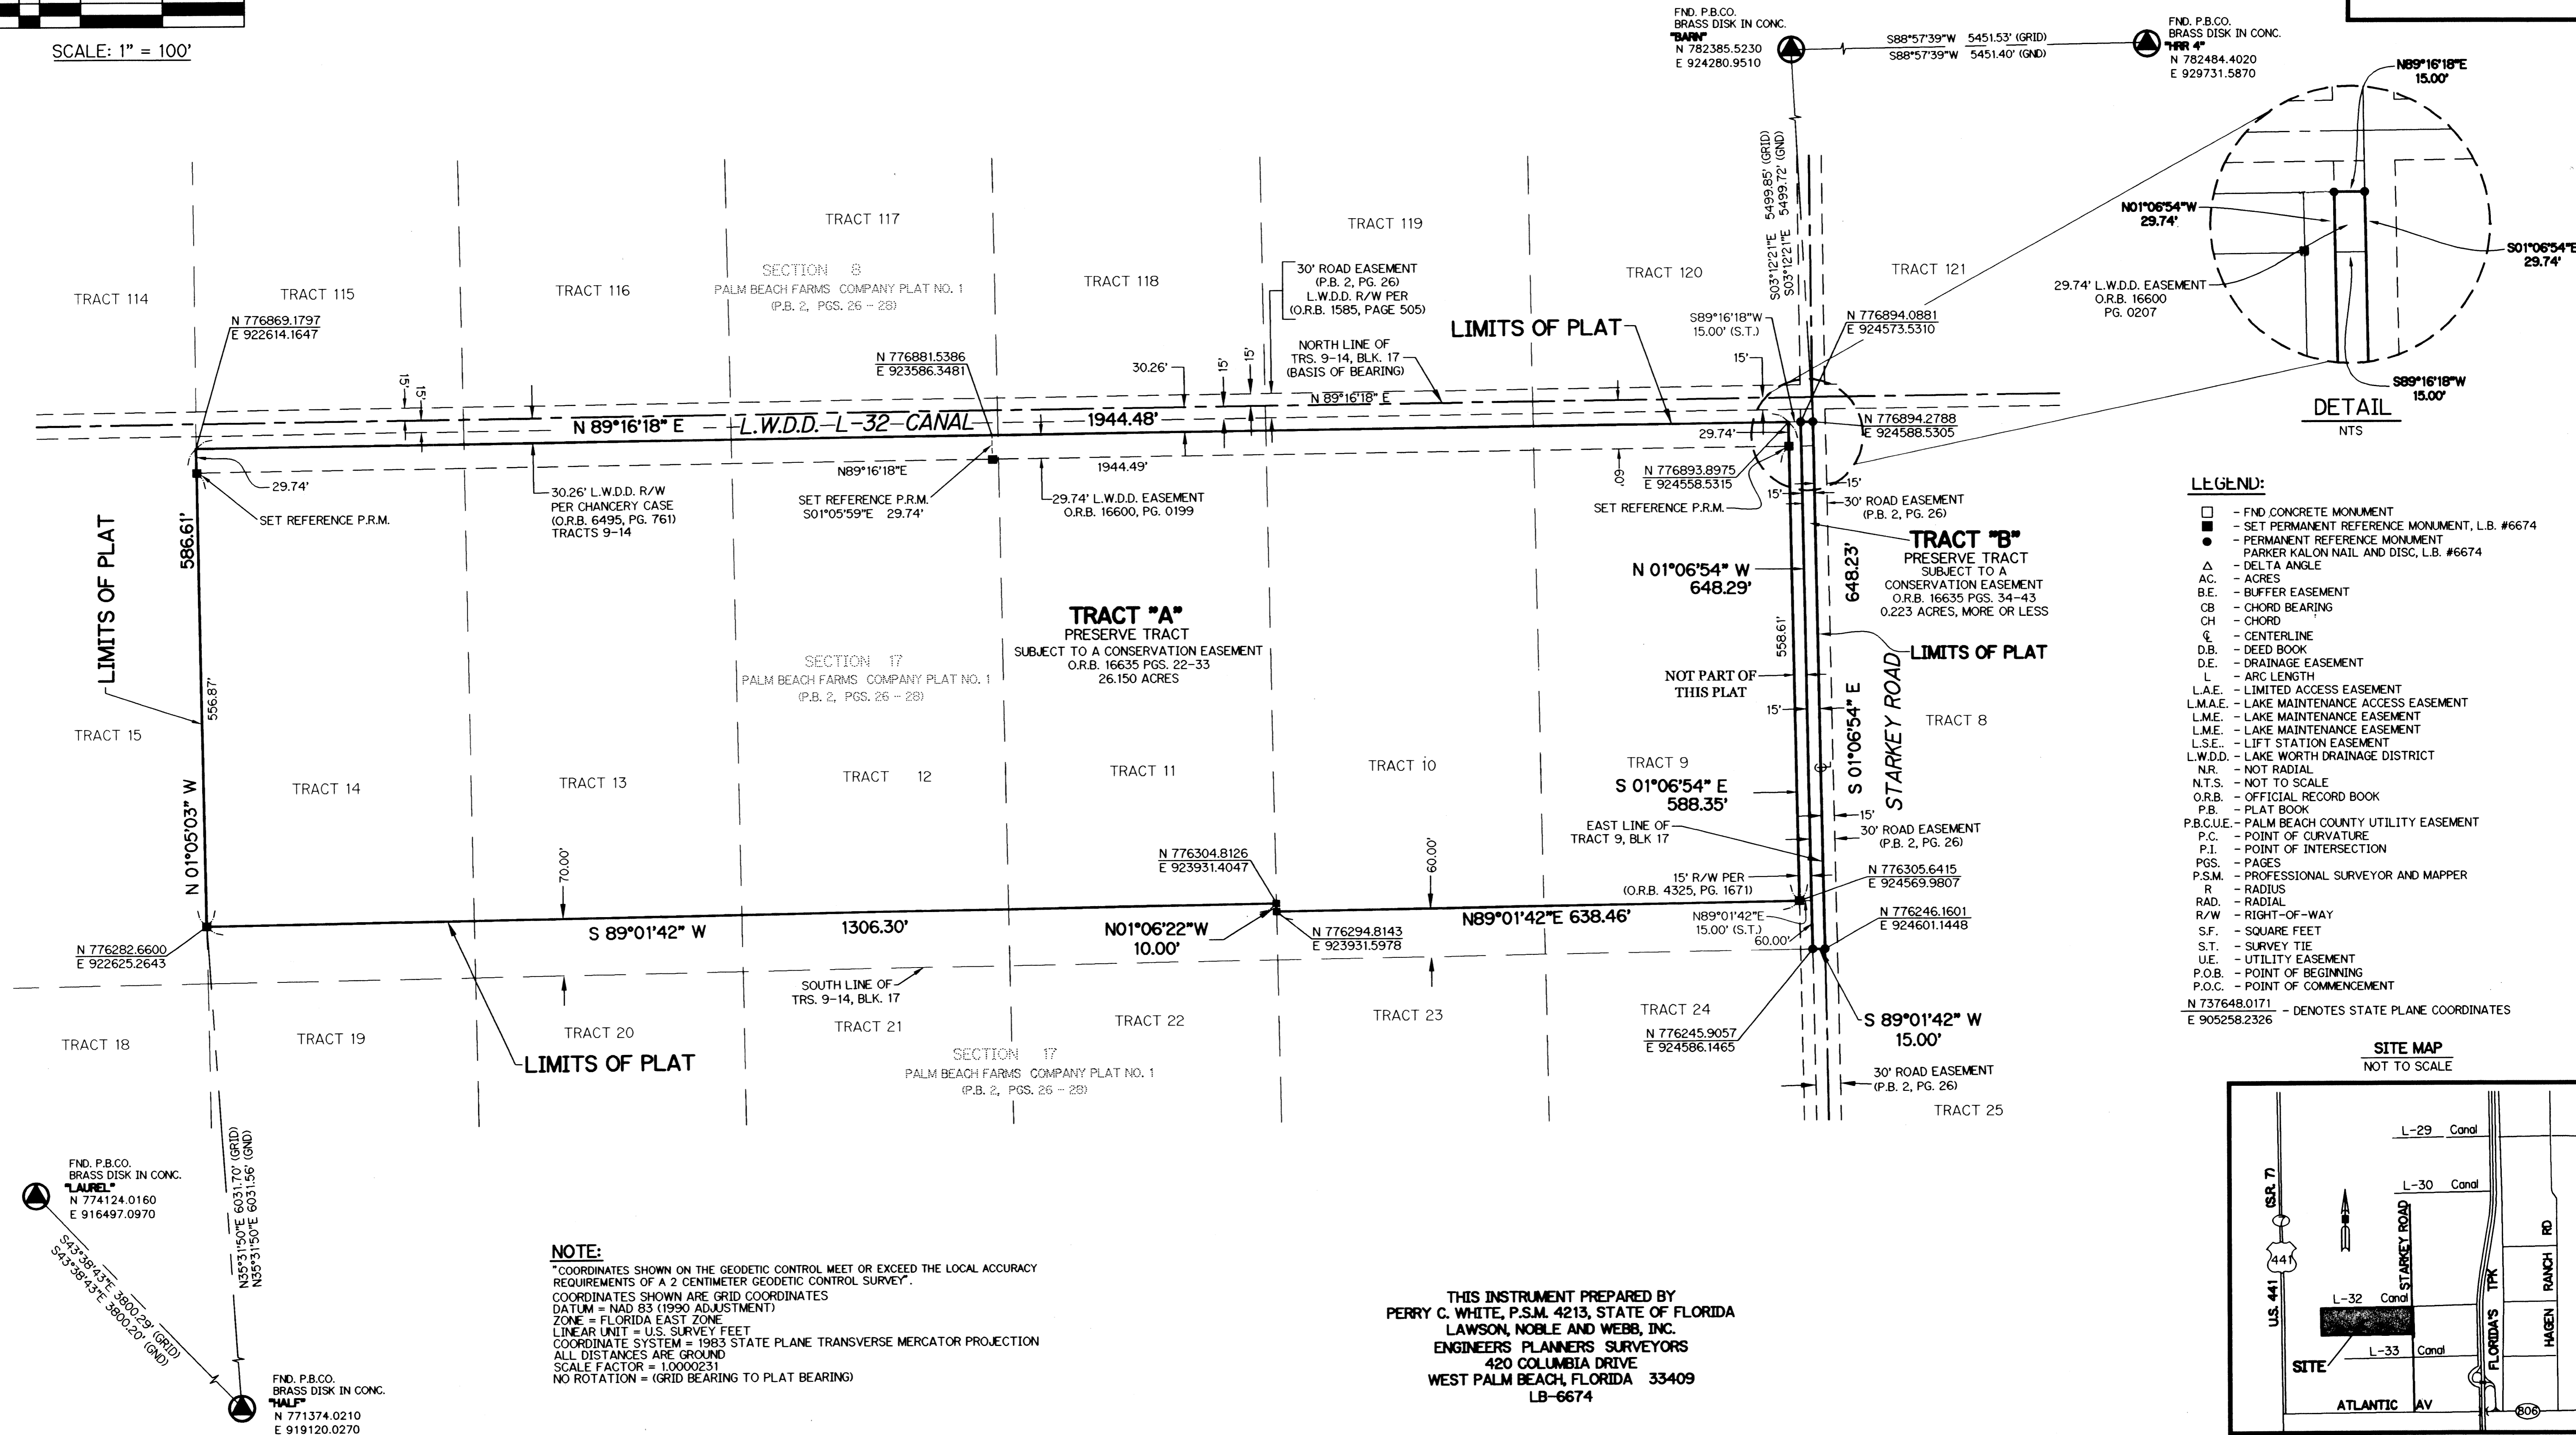 SCALE: 1" = 100'
FND. P.B.CO.
BRASS DISK IN CONC.
"BARN"
N 782385.5230
E 924280.9510
S88°57'39"W 5451.53' (GRID)
S88°57'39"W 5451.40' (GND)
FND. P.B.CO.
BRASS DISK IN CONC.
"HRR 4"
N 782484.4020
E 929731.5870
S03°12'21"E 5499.85' (GRID)
S03°12'21"E 5499.72' (GND)
N89°16'18"E
15.00'
N01°06'54"W
29.74'
S01°06'54"E
29.74'
29.74' L.W.D.D. EASEMENT
O.R.B. 16600
PG. 0207
S89°16'18"W
15.00'
DETAIL
NTS
TRACT 114
TRACT 115
TRACT 116
TRACT 117
SECTION 8
PALM BEACH FARMS COMPANY PLAT NO. 1
(P.B. 2, PGS. 26 - 28)
TRACT 118
TRACT 119
TRACT 120
TRACT 121
30' ROAD EASEMENT
(P.B. 2, PG. 26)
L.W.D.D. R/W PER
(O.R.B. 1585, PAGE 505)
LIMITS OF PLAT
NORTH LINE OF
TRS. 9-14, BLK. 17
(BASIS OF BEARING)
N 89°16'18" E
S89°16'18"W
15.00' (S.T.)
15'
N 776894.0881
E 924573.5310
N 776869.1797
E 922614.1647
N 776881.5386
E 923586.3481
30.26'
15'
15'
15'
15'
N 89°16'18" E
L.W.D.D. L-32 CANAL
1944.48'
N 776894.2788
E 924588.5305
29.74'
N 776893.8975
E 924558.5315
SET REFERENCE P.R.M.
60'
N89°16'18"E
1944.49'
29.74'
SET REFERENCE P.R.M.
30.26' L.W.D.D. R/W
PER CHANCERY CASE
(O.R.B. 6495, PG. 761)
TRACTS 9-14
SET REFERENCE P.R.M.
S01°05'59"E 29.74'
29.74' L.W.D.D. EASEMENT
O.R.B. 16600, PG. 0199
15'
15'
30' ROAD EASEMENT
(P.B. 2, PG. 26)
TRACT "B"
PRESERVE TRACT
SUBJECT TO A
CONSERVATION EASEMENT
O.R.B. 16635 PGS. 34-43
0.223 ACRES, MORE OR LESS
LIMITS OF PLAT
N 01°06'54" W
648.29'
648.23'
S 01°06'54" E
558.61'
NOT PART OF
THIS PLAT
15'
STARKEY ROAD
TRACT 8
LIMITS OF PLAT
586.61'
556.87'
N 01°05'03" W
TRACT 15
TRACT "A"
PRESERVE TRACT
SUBJECT TO A CONSERVATION EASEMENT
O.R.B. 16635 PGS. 22-33
26.150 ACRES
SECTION 17
PALM BEACH FARMS COMPANY PLAT NO. 1
(P.B. 2, PGS. 26 - 28)
TRACT 14
TRACT 13
TRACT 12
TRACT 11
TRACT 10
TRACT 9
S 01°06'54" E
588.35'
EAST LINE OF
TRACT 9, BLK 17
15'
30' ROAD EASEMENT
(P.B. 2, PG. 26)
15' R/W PER
(O.R.B. 4325, PG. 1671)
N 776305.6415
E 924569.9807
N89°01'42"E
15.00' (S.T.)
60.00'
N 776246.1601
E 924601.1448
N 776304.8126
E 923931.4047
70.00'
60.00'
S 89°01'42" W
1306.30'
N01°06'22"W
10.00'
N89°01'42"E 638.46'
N 776294.8143
E 923931.5978
N 776282.6600
E 922625.2643
SOUTH LINE OF
TRS. 9-14, BLK. 17
TRACT 18
TRACT 19
TRACT 20
TRACT 21
TRACT 22
TRACT 23
TRACT 24
N 776245.9057
E 924586.1465
S 89°01'42" W
15.00'
30' ROAD EASEMENT
(P.B. 2, PG. 26)
TRACT 25
LIMITS OF PLAT
SECTION 17
PALM BEACH FARMS COMPANY PLAT NO. 1
(P.B. 2, PGS. 26 - 28)
FND. P.B.CO.
BRASS DISK IN CONC.
"LAUREL"
N 774124.0160
E 916497.0970
N35°31'50"E 6031.70' (GRID)
N35°31'50"E 6031.56' (GND)
S43°38'43"E 3800.29' (GRID)
S43°38'43"E 3800.20' (GND)
FND. P.B.CO.
BRASS DISK IN CONC.
"HALF"
N 771374.0210
E 919120.0270
NOTE:
"COORDINATES SHOWN ON THE GEODETIC CONTROL MEET OR EXCEED THE LOCAL ACCURACY
REQUIREMENTS OF A 2 CENTIMETER GEODETIC CONTROL SURVEY".
COORDINATES SHOWN ARE GRID COORDINATES
DATUM = NAD 83 (1990 ADJUSTMENT)
ZONE = FLORIDA EAST ZONE
LINEAR UNIT = U.S. SURVEY FEET
COORDINATE SYSTEM = 1983 STATE PLANE TRANSVERSE MERCATOR PROJECTION
ALL DISTANCES ARE GROUND
SCALE FACTOR = 1.0000231
NO ROTATION = (GRID BEARING TO PLAT BEARING)
THIS INSTRUMENT PREPARED BY
PERRY C. WHITE, P.S.M. 4213, STATE OF FLORIDA
LAWSON, NOBLE AND WEBB, INC.
ENGINEERS PLANNERS SURVEYORS
420 COLUMBIA DRIVE
WEST PALM BEACH, FLORIDA 33409
LB-6674
LEGEND:
- FND CONCRETE MONUMENT
- SET PERMANENT REFERENCE MONUMENT, L.B. #6674
- PERMANENT REFERENCE MONUMENT
PARKER KALON NAIL AND DISC, L.B. #6674
Δ - DELTA ANGLE
AC. - ACRES
B.E. - BUFFER EASEMENT
CB - CHORD BEARING
CH - CHORD
℄ - CENTERLINE
D.B. - DEED BOOK
D.E. - DRAINAGE EASEMENT
L - ARC LENGTH
L.A.E. - LIMITED ACCESS EASEMENT
L.M.A.E. - LAKE MAINTENANCE ACCESS EASEMENT
L.M.E. - LAKE MAINTENANCE EASEMENT
L.M.E. - LAKE MAINTENANCE EASEMENT
L.S.E.. - LIFT STATION EASEMENT
L.W.D.D. - LAKE WORTH DRAINAGE DISTRICT
N.R. - NOT RADIAL
N.T.S. - NOT TO SCALE
O.R.B. - OFFICIAL RECORD BOOK
P.B. - PLAT BOOK
P.B.C.U.E. - PALM BEACH COUNTY UTILITY EASEMENT
P.C. - POINT OF CURVATURE
P.I. - POINT OF INTERSECTION
PGS. - PAGES
P.S.M. - PROFESSIONAL SURVEYOR AND MAPPER
R - RADIUS
RAD. - RADIAL
R/W - RIGHT-OF-WAY
S.F. - SQUARE FEET
S.T. - SURVEY TIE
U.E. - UTILITY EASEMENT
P.O.B. - POINT OF BEGINNING
P.O.C. - POINT OF COMMENCEMENT
N 737648.0171
E 905258.2326 - DENOTES STATE PLANE COORDINATES
SITE MAP
NOT TO SCALE
L-29 Canal
L-30 Canal
L-32 Canal
L-33 Canal
U.S. 441 (S.R. 7)
7
441
STARKEY ROAD
FLORIDA'S TPK
HAGEN RANCH RD
SITE
ATLANTIC AV
806